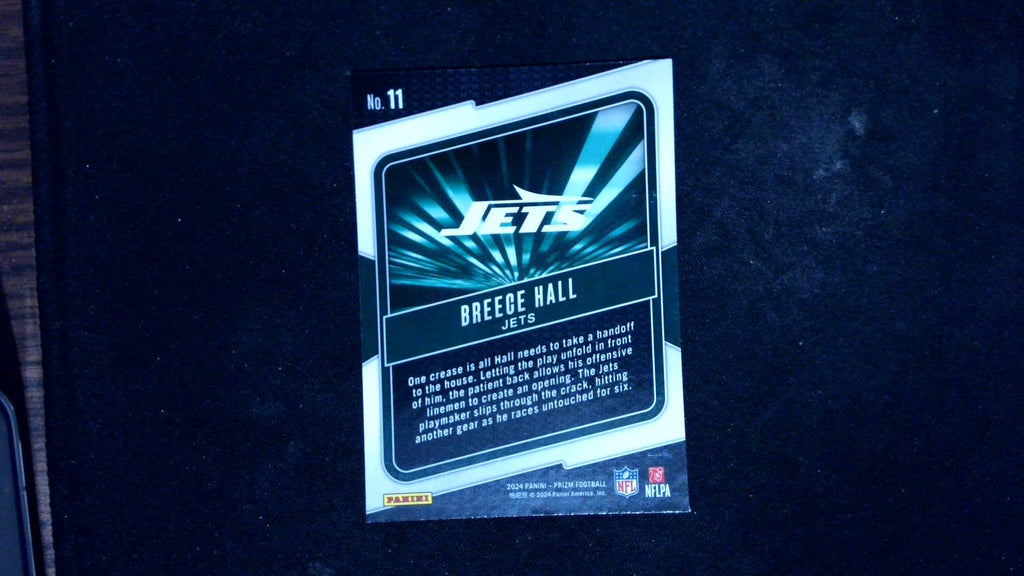 No. 11
JETS
BREECE HALL
JETS
One crease is all Hall needs to take a handoff
to the house. Letting the play unfold in front
of him, the patient back allows his offensive
linemen to create an opening. The Jets
playmaker slips through the crack, hitting
another gear as he races untouched for six.
PANINI
2024 PANINI – PRIZM FOOTBALL
帕尼尼 © 2024 Panini America, Inc.
NFL
NFLPA